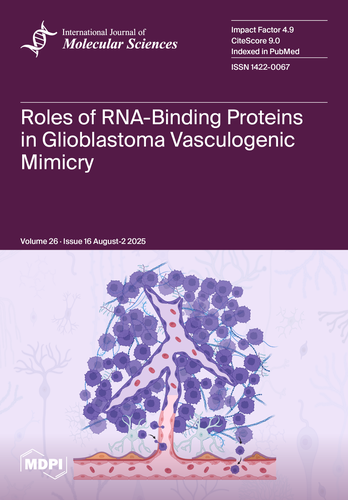 International Journal of
Molecular Sciences
Impact Factor 4.9
CiteScore 9.0
Indexed in PubMed
ISSN 1422-0067
Roles of RNA-Binding Proteins
in Glioblastoma Vasculogenic
Mimicry
Volume 26 · Issue 16 August-2 2025
MDPI